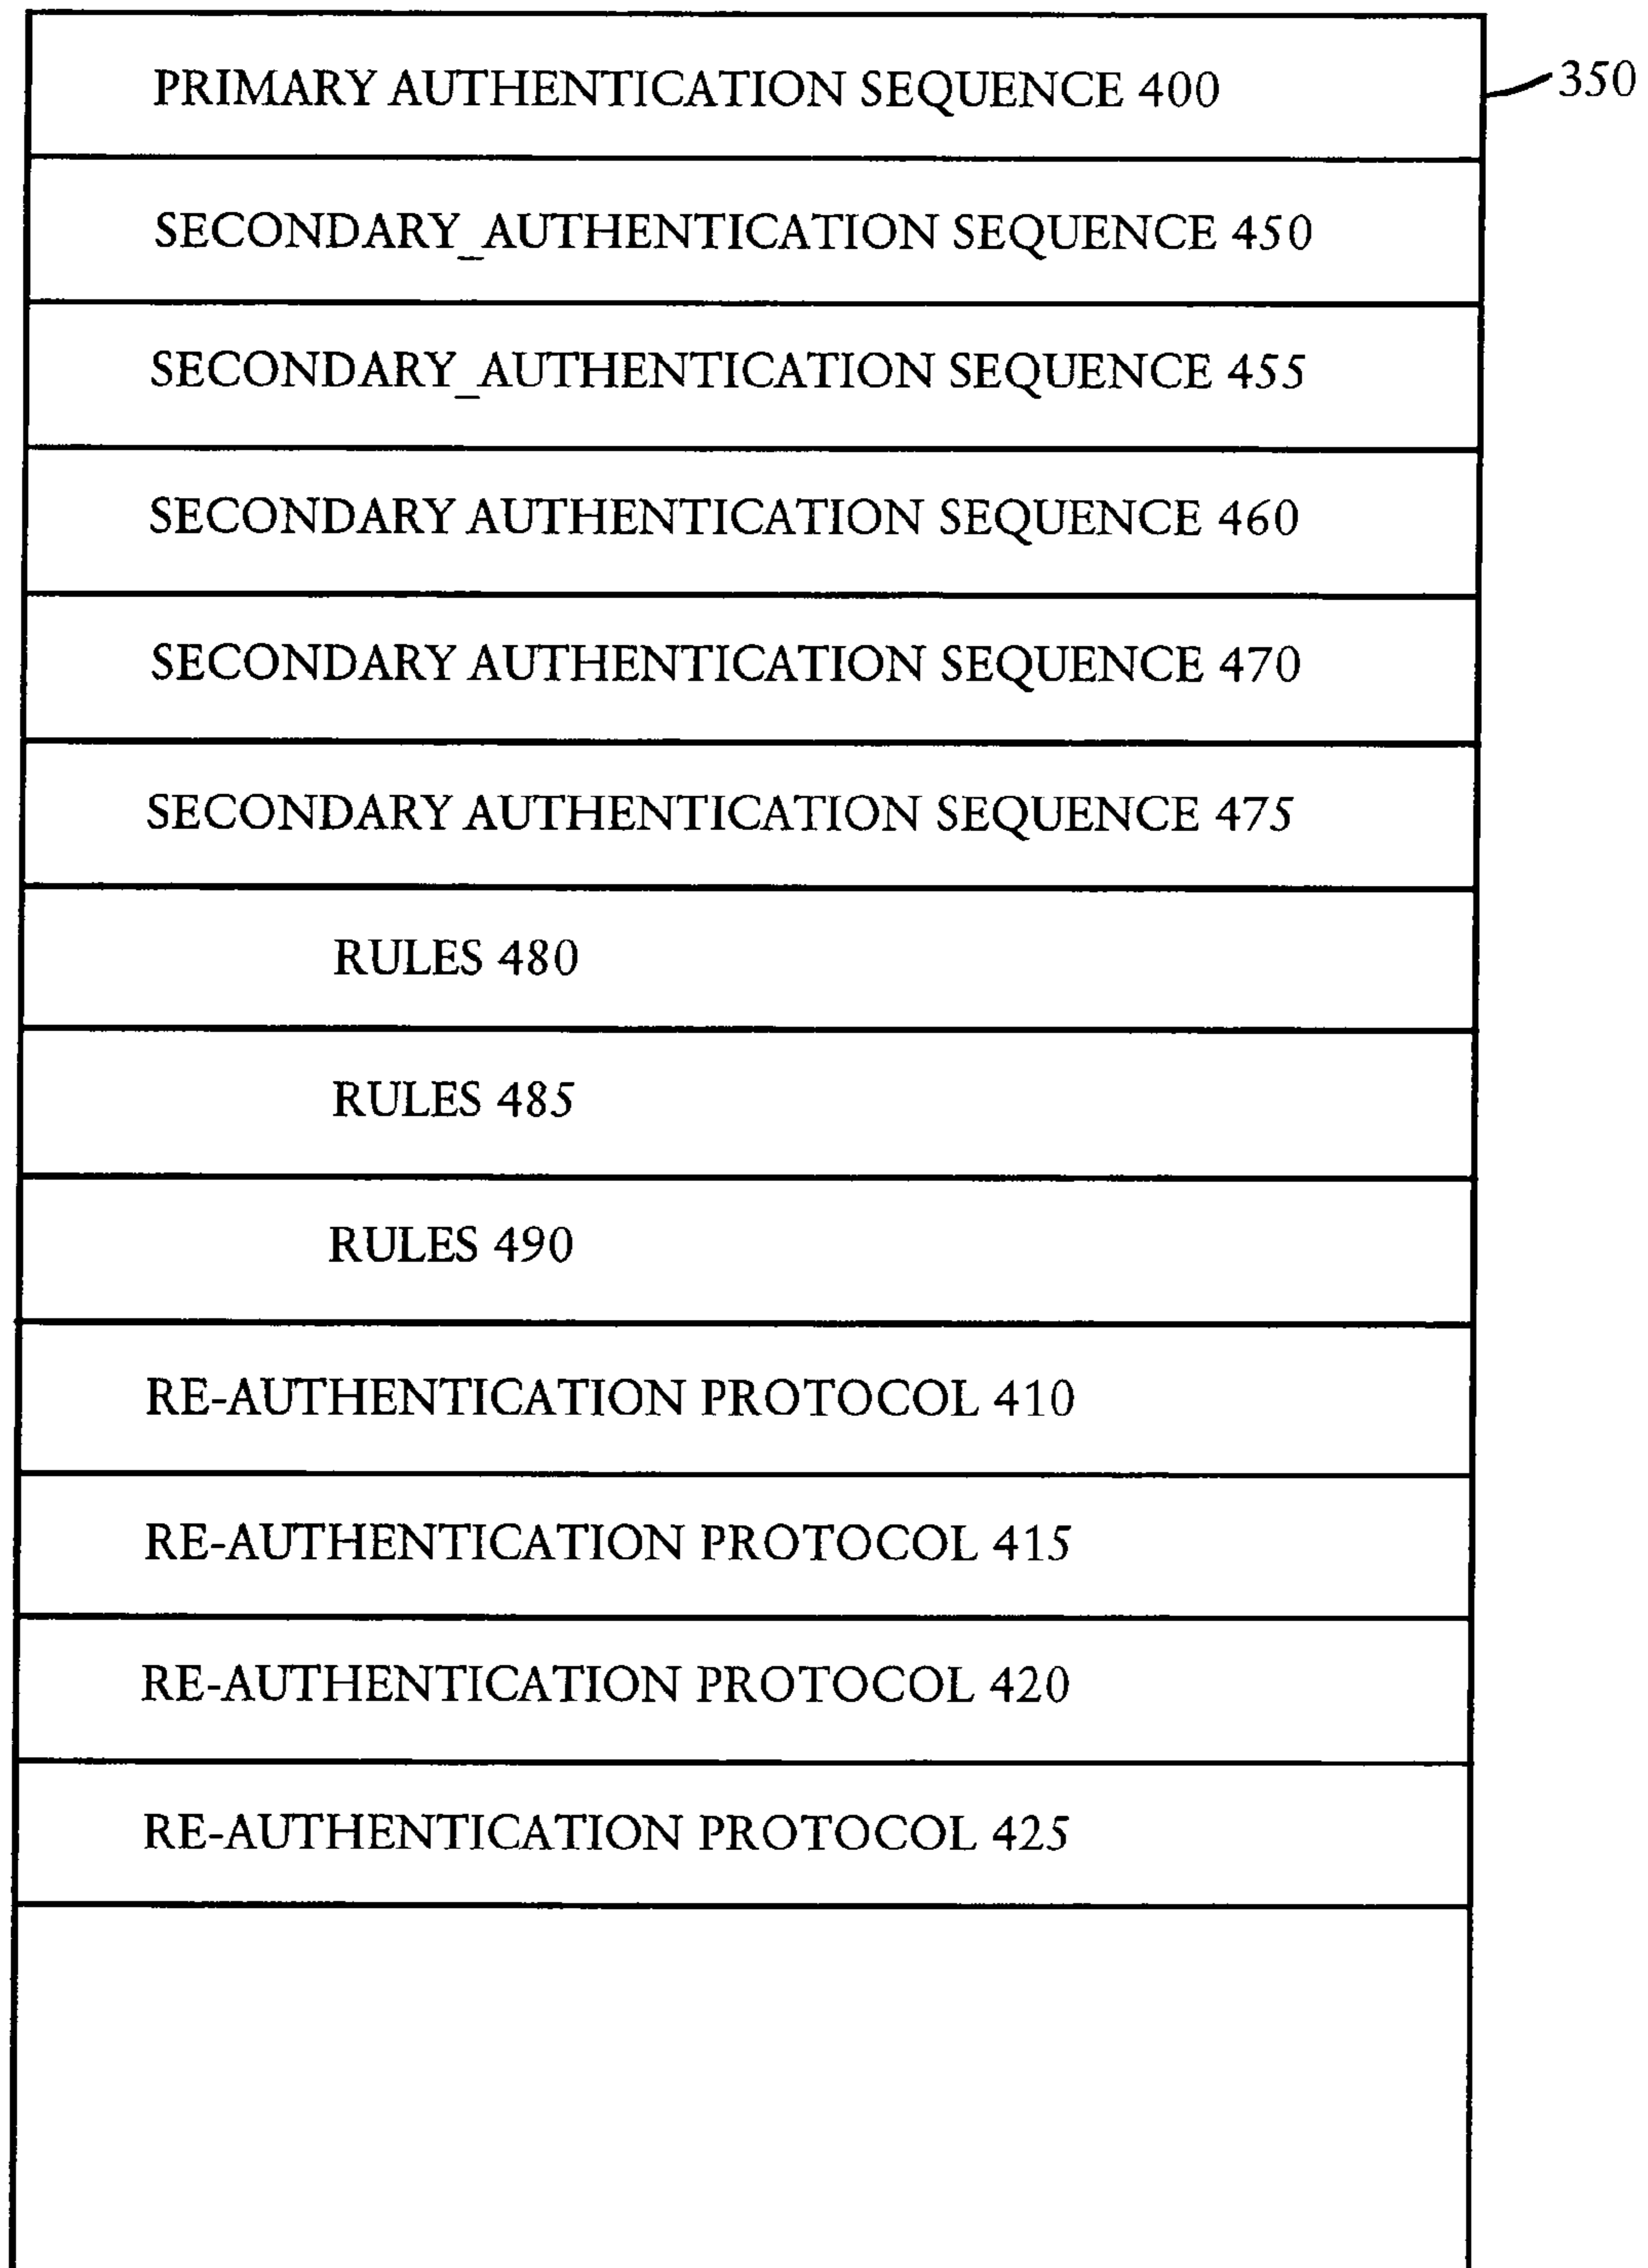 PRIMARY AUTHENTICATION SEQUENCE 400
350
SECONDARY_AUTHENTICATION SEQUENCE 450
SECONDARY_AUTHENTICATION SEQUENCE 455
SECONDARY AUTHENTICATION SEQUENCE 460
SECONDARY AUTHENTICATION SEQUENCE 470
SECONDARY AUTHENTICATION SEQUENCE 475
RULES 480
RULES 485
RULES 490
RE-AUTHENTICATION PROTOCOL 410
RE-AUTHENTICATION PROTOCOL 415
RE-AUTHENTICATION PROTOCOL 420
RE-AUTHENTICATION PROTOCOL 425